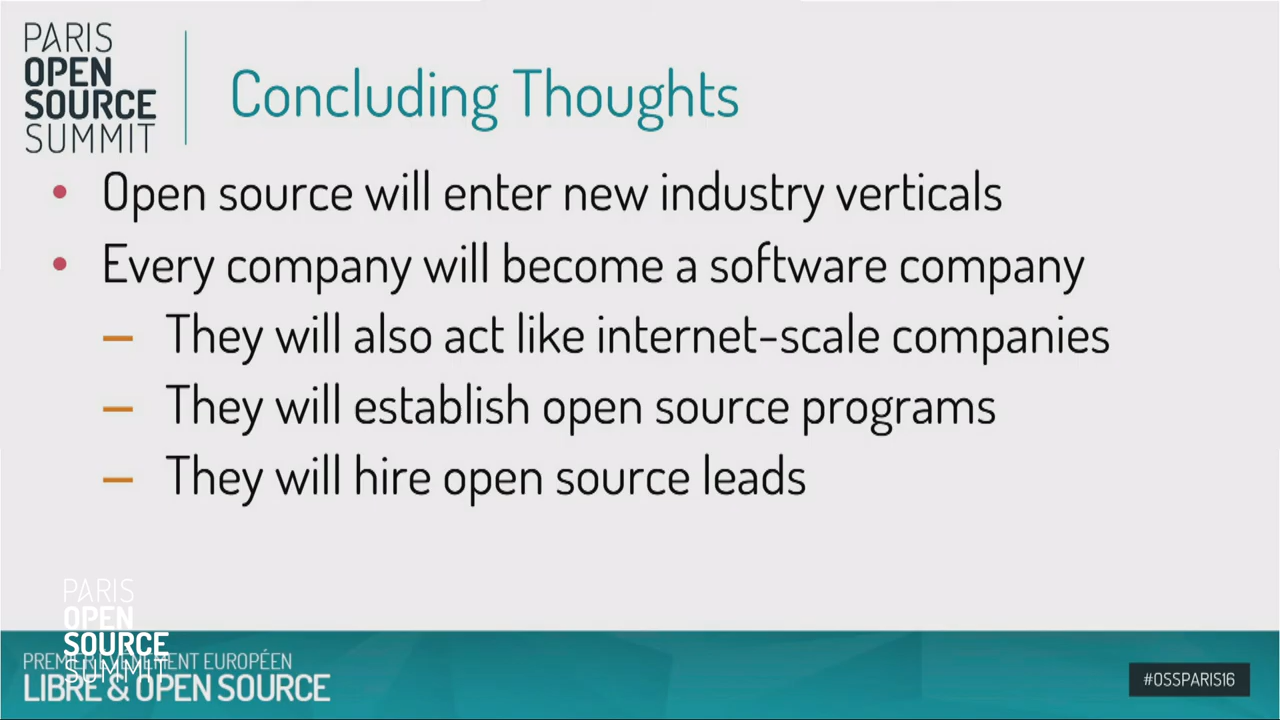 PARIS
OPEN
SOURCE
SUMMIT
Concluding Thoughts
• Open source will enter new industry verticals
• Every company will become a software company
– They will also act like internet-scale companies
– They will establish open source programs
– They will hire open source leads
PARIS
OPEN
SOURCE
SUMMIT
EUROPÉEN
LIBRE & OPEN SOURCE
#OSSPARIS16